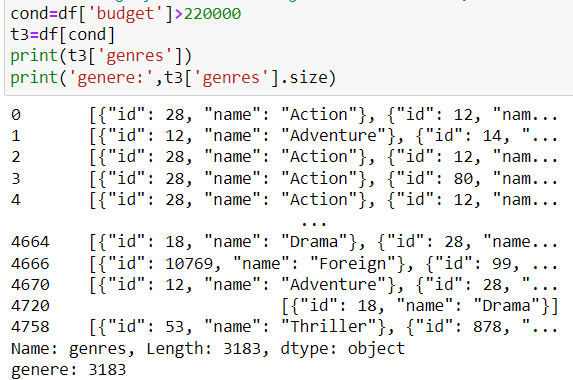 cond=df['budget']>220000
t3=df[cond]
print(t3['genres'])
print('genere:',t3['genres'].size)
0 [{"id": 28, "name": "Action"}, {"id": 12, "nam...
1 [{"id": 12, "name": "Adventure"}, {"id": 14, "...
2 [{"id": 28, "name": "Action"}, {"id": 12, "nam...
3 [{"id": 28, "name": "Action"}, {"id": 80, "nam...
4 [{"id": 28, "name": "Action"}, {"id": 12, "nam...
...
4664 [{"id": 18, "name": "Drama"}, {"id": 28, "name...
4666 [{"id": 10769, "name": "Foreign"}, {"id": 99, ...
4670 [{"id": 12, "name": "Adventure"}, {"id": 28, "...
4720 [{"id": 18, "name": "Drama"}]
4758 [{"id": 53, "name": "Thriller"}, {"id": 878, "...
Name: genres, Length: 3183, dtype: object
genere: 3183